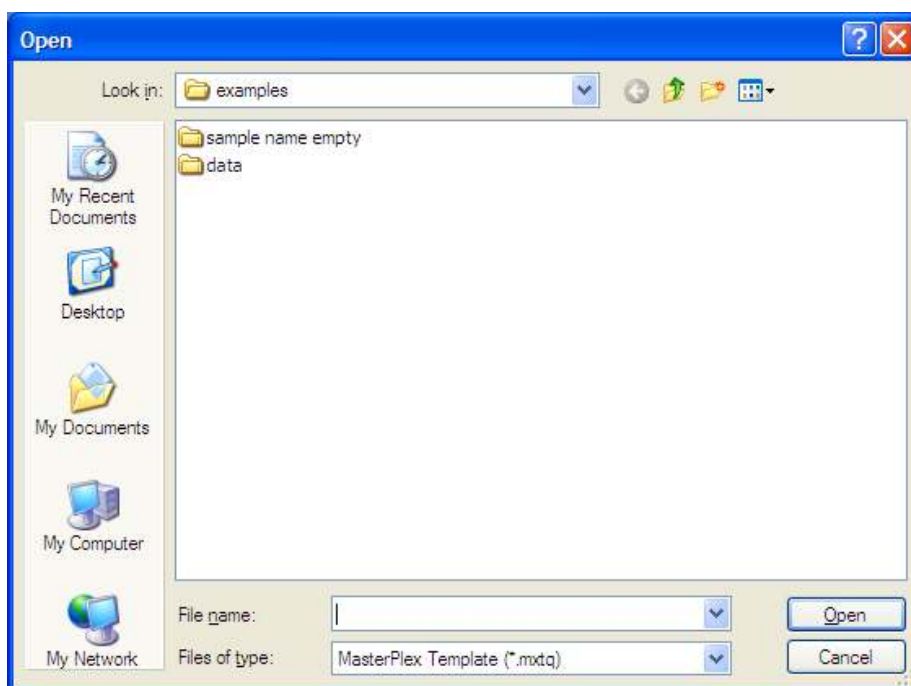 Open
Look in:
examples
sample name empty
data
My Recent
Documents
Desktop
My Documents
My Computer
My Network
File name:
Files of type:
MasterPlex Template (*.mxtq)
Open
Cancel